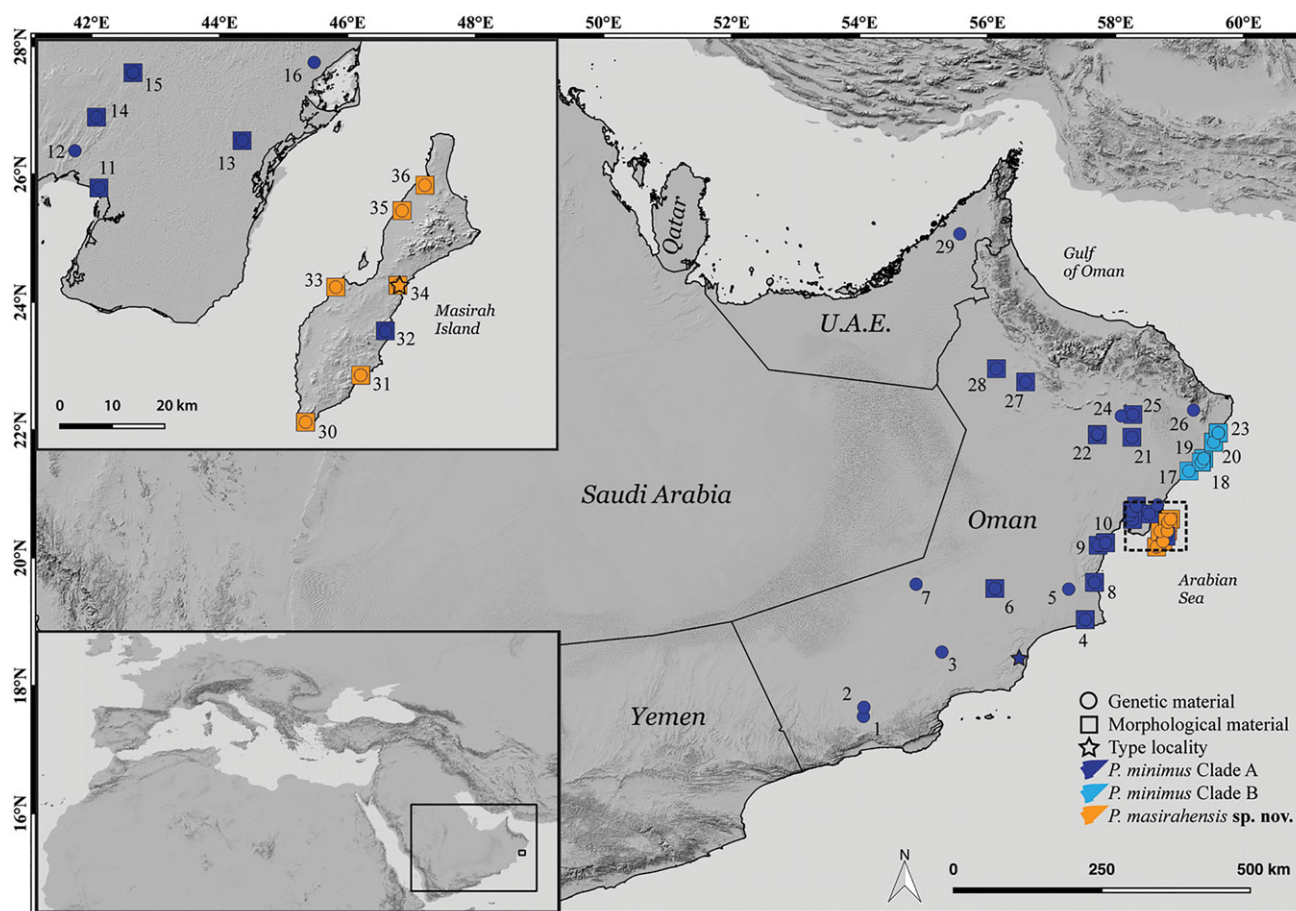 42°E 44°E 46°E 48°E 50°E 52°E 54°E 56°E 58°E 60°E
28°N
26°N
24°N
22°N
20°N
18°N
16°N
15
16
14
12
11
13
36
35
33
34
Masirah
Island
32
31
30
0 10 20 km
Qatar
29
Gulf
of Oman
U.A.E.
28
27
24
25
26
23
22
21
19
20
17
18
Saudi Arabia
Oman
10
9
Arabian
Sea
7
6
5
8
4
3
2
1
Yemen
Genetic material
Morphological material
Type locality
P. minimus Clade A
P. minimus Clade B
P. masirahensis sp. nov.
N
0 250 500 km